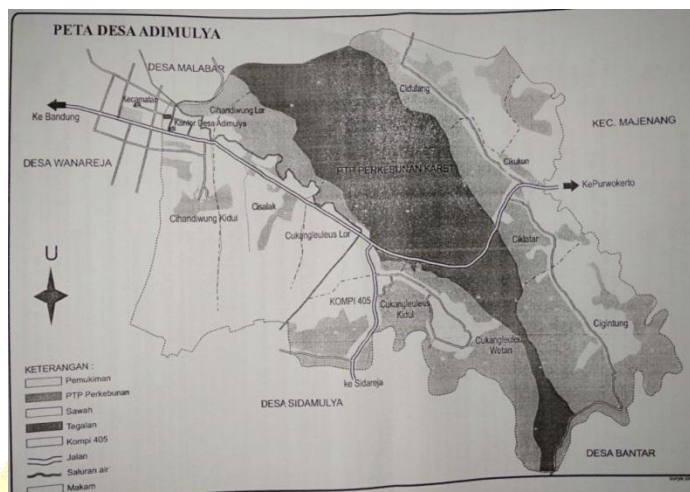 PETA DESA ADIMULYA
DESA MALABAR
Kecamatan
Cihandiwung Lor
Kantor Desa Adimulya
Cidulang
Ke Bandung
KEC. MAJENANG
DESA WANAREJA
PTP PERKEBUNAN KARET
Cisukun
KePurwokerto
Cihandiwung Kidul
Cisalak
Cukangleuleus Lor
Ciklatar
U
KOMPI 405
Cukangleuleus
Kidul
Cigintung
Cukangleuleus
Wetan
ke Sidareja
KETERANGAN :
Pemukiman
PTP Perkebunan
Sawah
Tegalan
Kompi 405
Jalan
Saluran air
Makam
DESA SIDAMULYA
DESA BANTAR